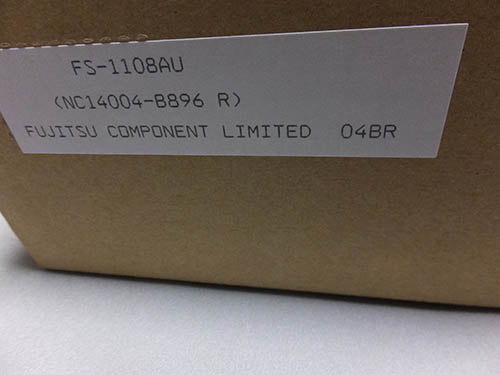 FS-1108AU
(NC14004-B896 R)
FUJITSU COMPONENT LIMITED 04BR